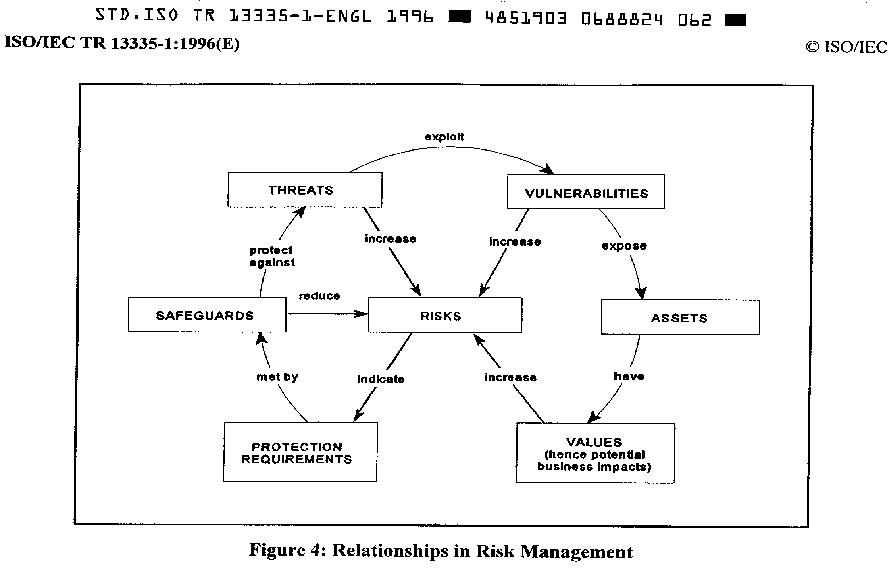 STD.ISO TR 13335-1-ENGL 1996 ■ 4851903 0688824 062 ■
ISO/IEC TR 13335-1:1996(E)
© ISO/IEC
exploit
THREATS
VULNERABILITIES
increase
increase
protect
against
expose
reduce
SAFEGUARDS
RISKS
ASSETS
met by
indicate
increase
have
PROTECTION
REQUIREMENTS
VALUES
(hence potential
business impacts)
Figure 4: Relationships in Risk Management